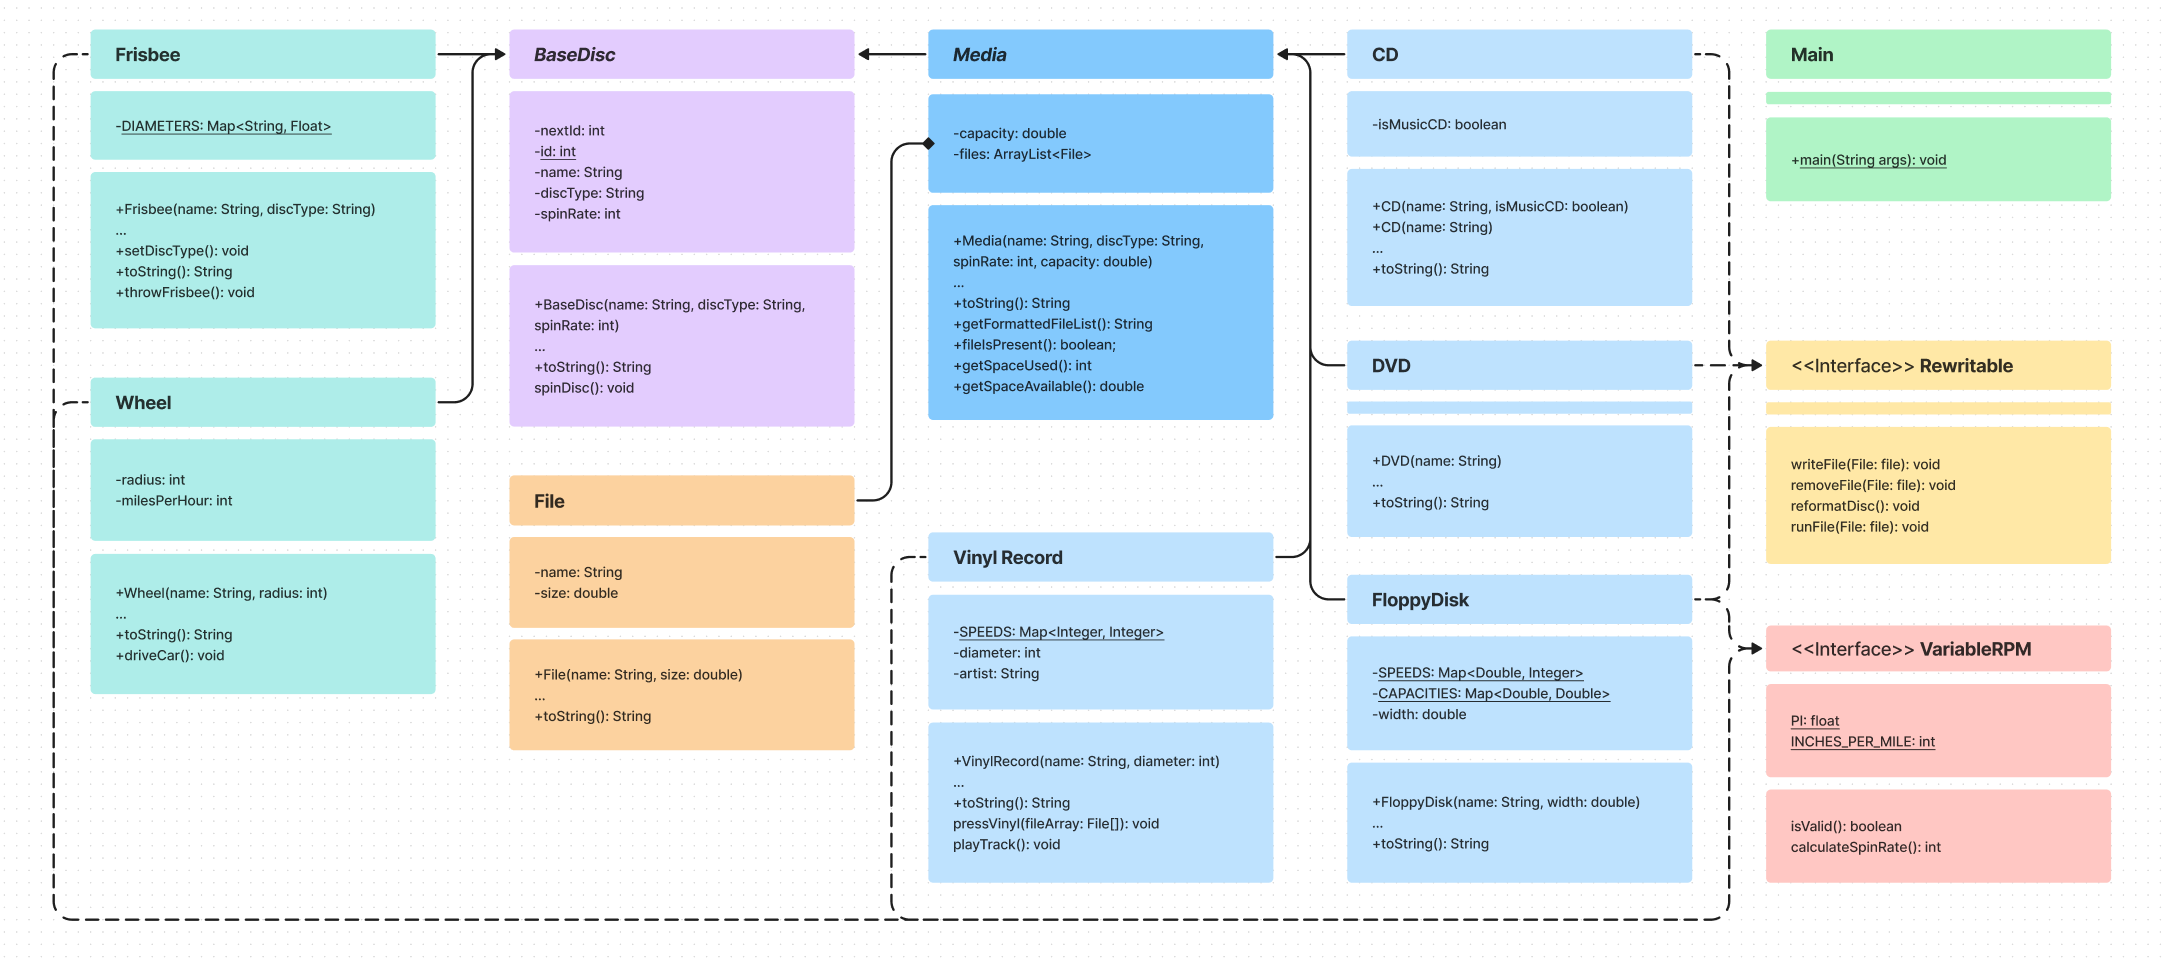 Frisbee
-DIAMETERS: Map<String, Float>
+Frisbee(name: String, discType: String)
...
+setDiscType(): void
+toString(): String
+throwFrisbee(): void
Wheel
-radius: int
-milesPerHour: int
+Wheel(name: String, radius: int)
...
+toString(): String
+driveCar(): void
BaseDisc
-nextId: int
-id: int
-name: String
-discType: String
-spinRate: int
+BaseDisc(name: String, discType: String,
spinRate: int)
...
+toString(): String
spinDisc(): void
File
-name: String
-size: double
+File(name: String, size: double)
...
+toString(): String
Media
-capacity: double
-files: ArrayList<File>
+Media(name: String, discType: String,
spinRate: int, capacity: double)
...
+toString(): String
+getFormattedFileList(): String
+fileIsPresent(): boolean;
+getSpaceUsed(): int
+getSpaceAvailable(): double
Vinyl Record
-SPEEDS: Map<Integer, Integer>
-diameter: int
-artist: String
+VinylRecord(name: String, diameter: int)
...
+toString(): String
pressVinyl(fileArray: File[]): void
playTrack(): void
CD
-isMusicCD: boolean
+CD(name: String, isMusicCD: boolean)
+CD(name: String)
...
+toString(): String
DVD
+DVD(name: String)
...
+toString(): String
FloppyDisk
-SPEEDS: Map<Double, Integer>
-CAPACITIES: Map<Double, Double>
-width: double
+FloppyDisk(name: String, width: double)
...
+toString(): String
Main
+main(String args): void
<<Interface>> Rewritable
writeFile(File: file): void
removeFile(File: file): void
reformatDisc(): void
runFile(File: file): void
<<Interface>> VariableRPM
PI: float
INCHES_PER_MILE: int
isValid(): boolean
calculateSpinRate(): int